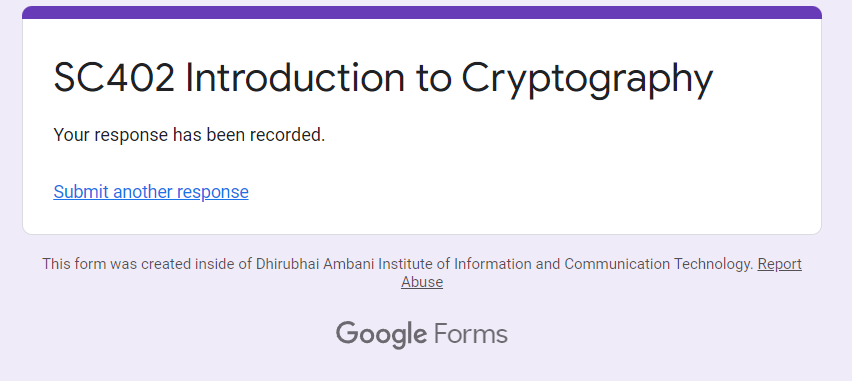 SC402 Introduction to Cryptography
Your response has been recorded.
Submit another response
This form was created inside of Dhirubhai Ambani Institute of Information and Communication Technology. Report
Abuse
Google Forms